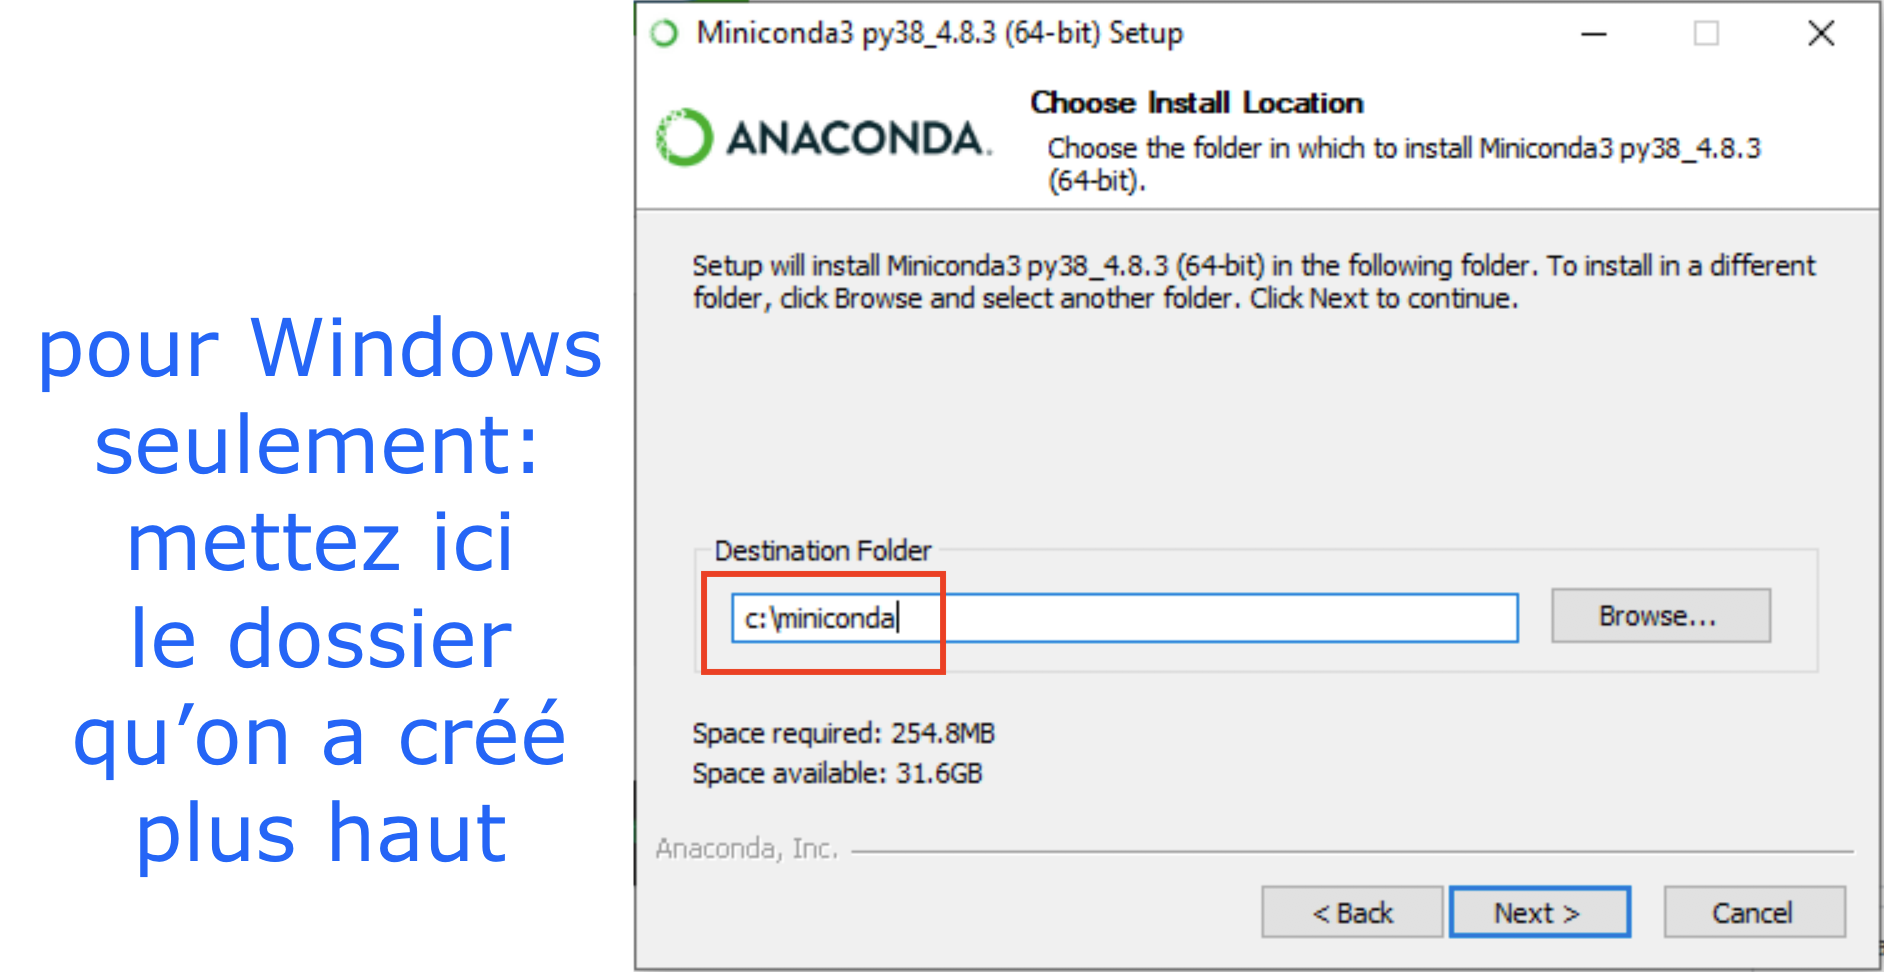 pour Windows
seulement:
mettez ici
le dossier
qu’on a créé
plus haut
Miniconda3 py38_4.8.3 (64-bit) Setup
ANACONDA.
Choose Install Location
Choose the folder in which to install Miniconda3 py38_4.8.3
(64-bit).
Setup will install Miniconda3 py38_4.8.3 (64-bit) in the following folder. To install in a different
folder, click Browse and select another folder. Click Next to continue.
Destination Folder
c:\miniconda
Browse...
Space required: 254.8MB
Space available: 31.6GB
Anaconda, Inc.
< Back
Next >
Cancel